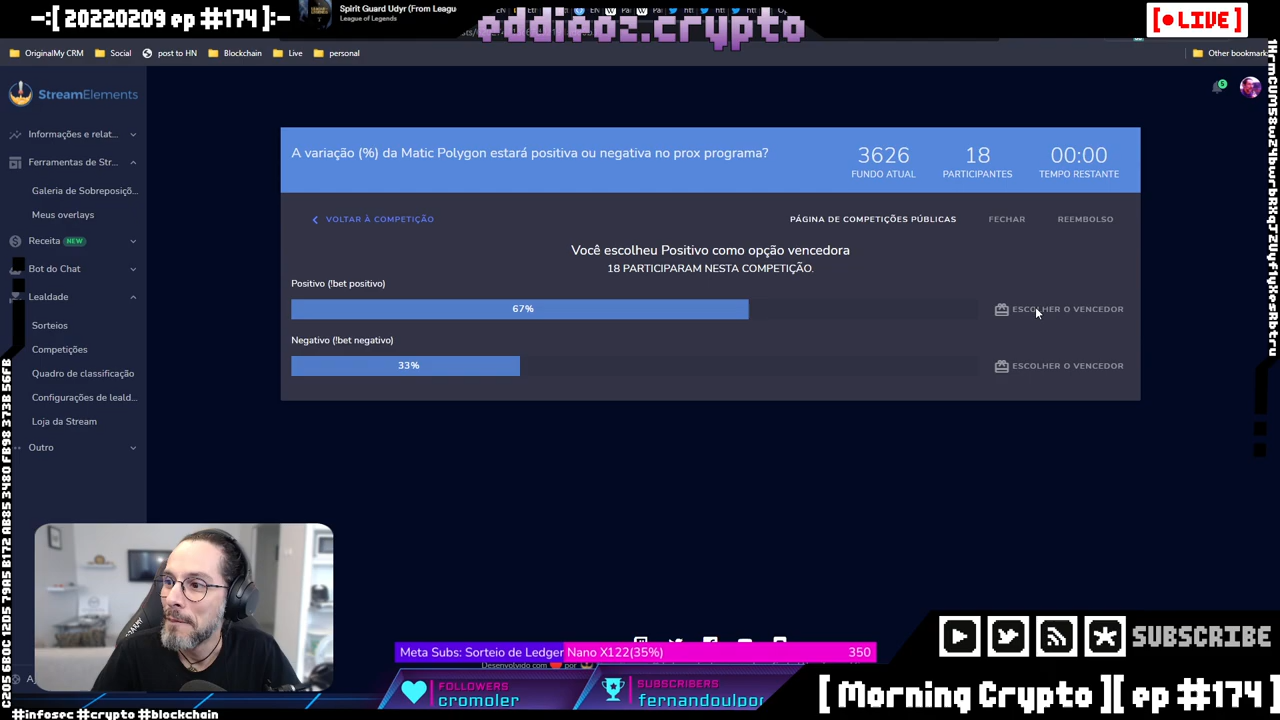 -:[ 20220209 ep #174 ]:-
Spirit Guard Udyr (From Leagu
League of Legends
eddieoz.crypto
[•LIVE]
OriginalMy CRM
Social
post to HN
Blockchain
Live
personal
Other bookmark
StreamElements
5
Informações e relat...
Ferramentas de Str...
Galeria de Sobreposiçõ...
Meus overlays
Receita NEW
Bot do Chat
Lealdade
Sorteios
Competições
Quadro de classificação
Configurações de leald...
Loja da Stream
Outro
A variação (%) da Matic Polygon estará positiva ou negativa no prox programa?
3626
FUNDO ATUAL
18
PARTICIPANTES
00:00
TEMPO RESTANTE
VOLTAR À COMPETIÇÃO
PÁGINA DE COMPETIÇÕES PÚBLICAS
FECHAR
REEMBOLSO
Você escolheu Positivo como opção vencedora
18 PARTICIPARAM NESTA COMPETIÇÃO.
Positivo (!bet positivo)
67%
ESCOLHER O VENCEDOR
Negativo (!bet negativo)
33%
ESCOLHER O VENCEDOR
Meta Subs: Sorteio de Ledger Nano X122(35%)
350
Desenvolvido com
por
FOLLOWERS
cromoler
SUBSCRIBERS
fernandoulpor
SUBSCRIBE
[ Morning Crypto ][ ep #174 ]
#infosec #crypto #blockchain